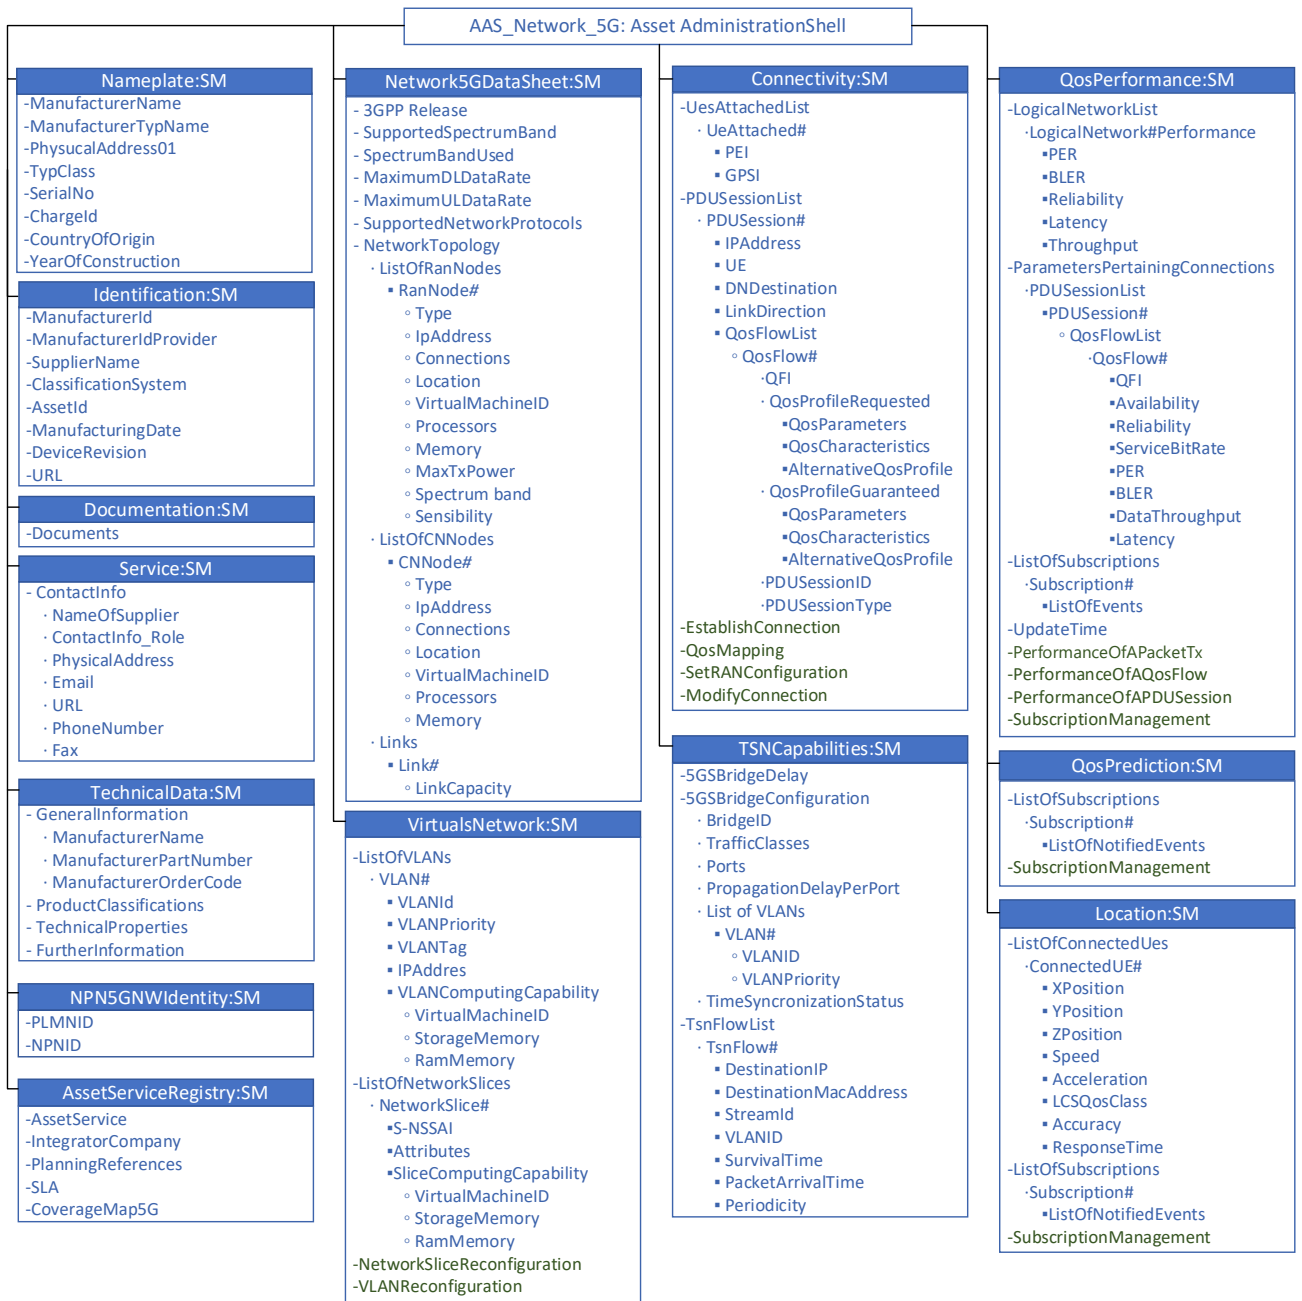 AAS_Network_5G: Asset AdministrationShell
Nameplate:SM
-ManufacturerName
-ManufacturerTypName
-PhysucalAddress01
-TypClass
-SerialNo
-ChargeId
-CountryOfOrigin
-YearOfConstruction
Identification:SM
-ManufacturerId
-ManufacturerIdProvider
-SupplierName
-ClassificationSystem
-AssetId
-ManufacturingDate
-DeviceRevision
-URL
Documentation:SM
-Documents
Service:SM
- ContactInfo
· NameOfSupplier
· ContactInfo_Role
· PhysicalAddress
· Email
· URL
· PhoneNumber
· Fax
TechnicalData:SM
- GeneralInformation
· ManufacturerName
· ManufacturerPartNumber
· ManufacturerOrderCode
- ProductClassifications
- TechnicalProperties
- FurtherInformation
NPN5GNWIdentity:SM
-PLMNID
-NPNID
AssetServiceRegistry:SM
-AssetService
-IntegratorCompany
-PlanningReferences
-SLA
-CoverageMap5G
Network5GDataSheet:SM
- 3GPP Release
- SupportedSpectrumBand
- SpectrumBandUsed
- MaximumDLDataRate
- MaximumULDataRate
- SupportedNetworkProtocols
- NetworkTopology
· ListOfRanNodes
▪ RanNode#
◦ Type
◦ IpAddress
◦ Connections
◦ Location
◦ VirtualMachineID
◦ Processors
◦ Memory
◦ MaxTxPower
◦ Spectrum band
◦ Sensibility
· ListOfCNNodes
▪ CNNode#
◦ Type
◦ IpAddress
◦ Connections
◦ Location
◦ VirtualMachineID
◦ Processors
◦ Memory
· Links
▪ Link#
◦ LinkCapacity
VirtualsNetwork:SM
-ListOfVLANs
· VLAN#
▪ VLANId
▪ VLANPriority
▪ VLANTag
▪ IPAddres
▪ VLANComputingCapability
◦ VirtualMachineID
◦ StorageMemory
◦ RamMemory
-ListOfNetworkSlices
· NetworkSlice#
▪S-NSSAI
▪Attributes
▪SliceComputingCapability
◦ VirtualMachineID
◦ StorageMemory
◦ RamMemory
-NetworkSliceReconfiguration
-VLANReconfiguration
Connectivity:SM
-UesAttachedList
· UeAttached#
▪ PEI
▪ GPSI
-PDUSessionList
· PDUSession#
▪ IPAddress
▪ UE
▪ DNDestination
▪ LinkDirection
▪ QosFlowList
◦ QosFlow#
·QFI
· QosProfileRequested
▪QosParameters
▪QosCharacteristics
▪AlternativeQosProfile
· QosProfileGuaranteed
▪QosParameters
▪QosCharacteristics
▪AlternativeQosProfile
·PDUSessionID
·PDUSessionType
-EstablishConnection
-QosMapping
-SetRANConfiguration
-ModifyConnection
TSNCapabilities:SM
-5GSBridgeDelay
-5GSBridgeConfiguration
· BridgeID
· TrafficClasses
· Ports
· PropagationDelayPerPort
· List of VLANs
▪ VLAN#
◦ VLANID
◦ VLANPriority
· TimeSyncronizationStatus
-TsnFlowList
· TsnFlow#
▪ DestinationIP
▪ DestinationMacAddress
▪ StreamId
▪ VLANID
▪ SurvivalTime
▪ PacketArrivalTime
▪ Periodicity
QosPerformance:SM
-LogicalNetworkList
·LogicalNetwork#Performance
▪PER
▪BLER
▪Reliability
▪Latency
▪Throughput
-ParametersPertainingConnections
·PDUSessionList
▪PDUSession#
◦ QosFlowList
·QosFlow#
▪QFI
▪Availability
▪Reliability
▪ServiceBitRate
▪PER
▪BLER
▪DataThroughput
▪Latency
-ListOfSubscriptions
·Subscription#
▪ListOfEvents
-UpdateTime
-PerformanceOfAPacketTx
-PerformanceOfAQosFlow
-PerformanceOfAPDUSession
-SubscriptionManagement
QosPrediction:SM
-ListOfSubscriptions
·Subscription#
▪ListOfNotifiedEvents
-SubscriptionManagement
Location:SM
-ListOfConnectedUes
·ConnectedUE#
▪ XPosition
▪ YPosition
▪ ZPosition
▪ Speed
▪ Acceleration
▪ LCSQosClass
▪ Accuracy
▪ ResponseTime
-ListOfSubscriptions
·Subscription#
▪ListOfNotifiedEvents
-SubscriptionManagement